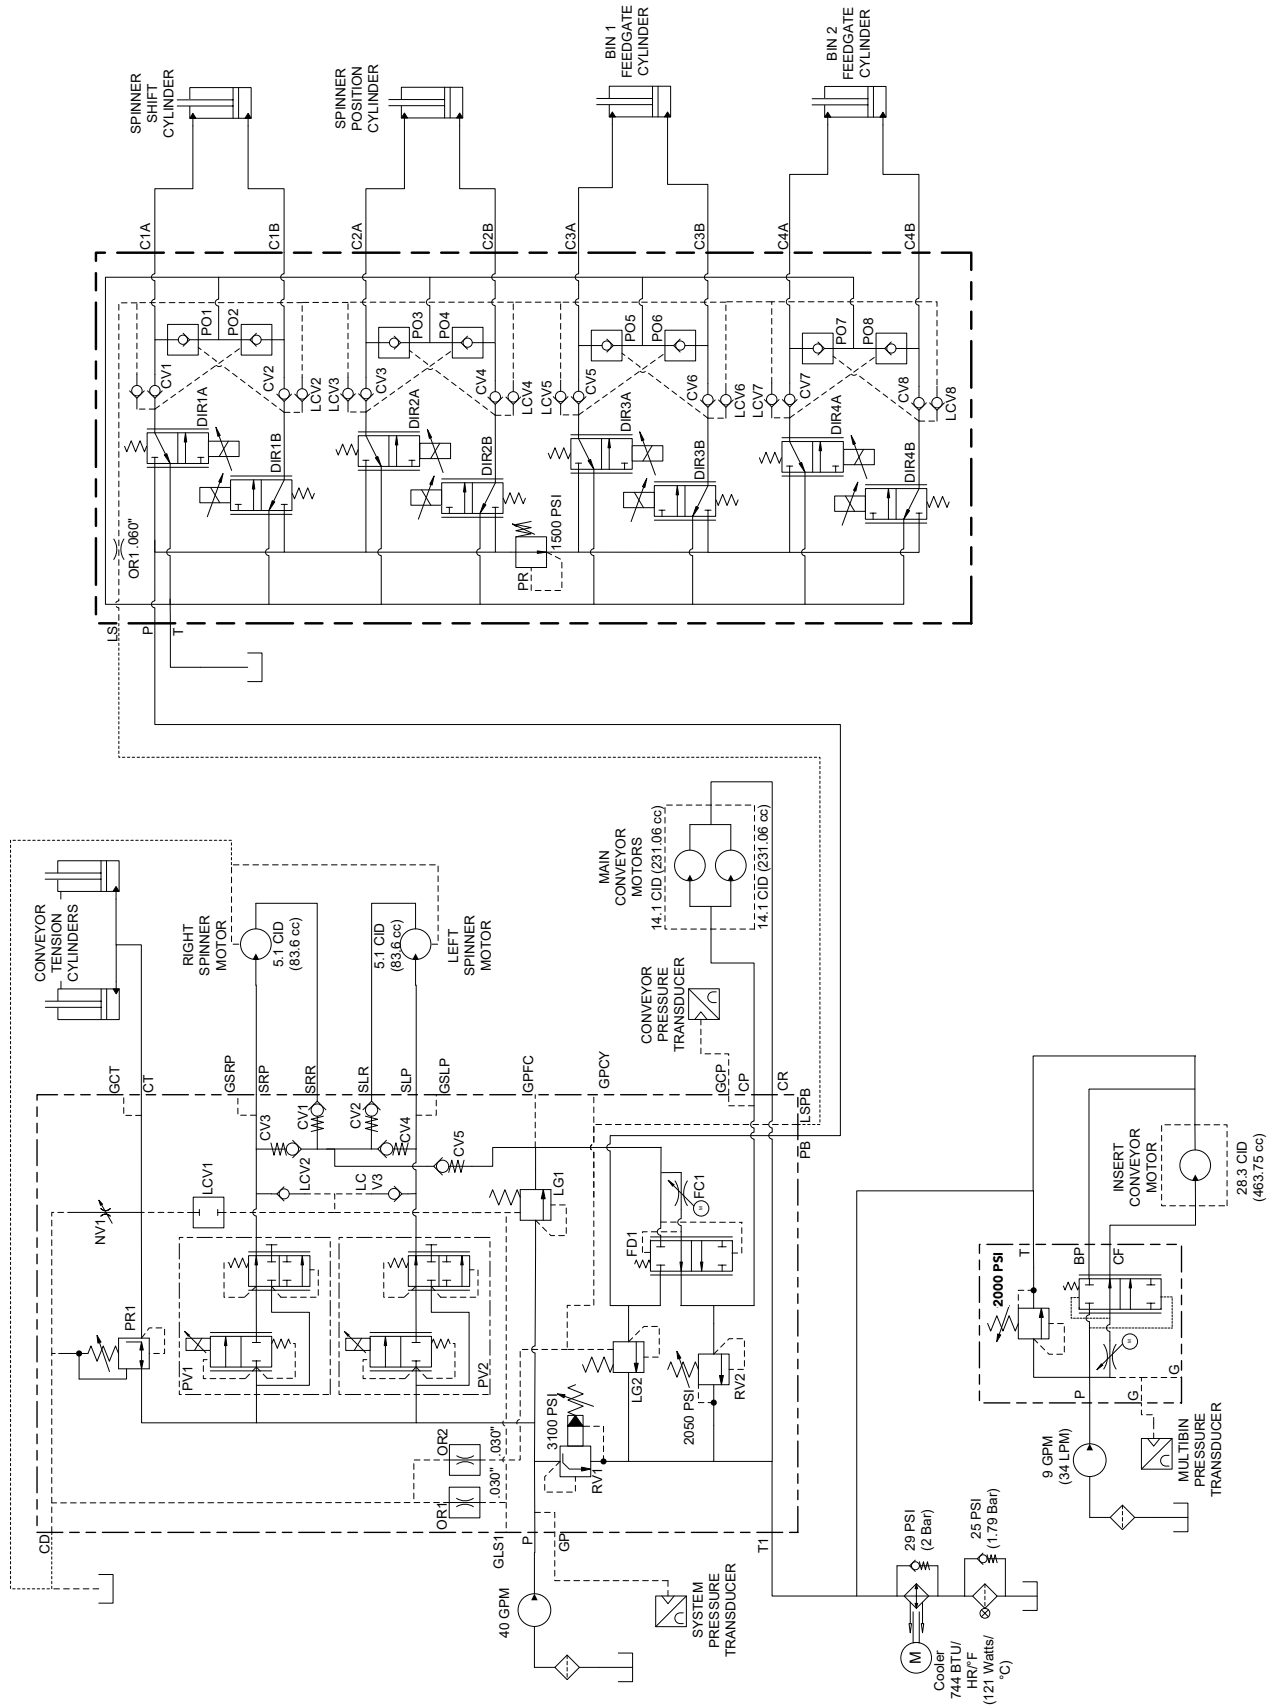 SPINNER
SHIFT
CYLINDER
SPINNER
POSITION
CYLINDER
BIN 1
FEEDGATE
CYLINDER
BIN 2
FEEDGATE
CYLINDER
C1A
C1B
C2A
C2B
C3A
C3B
C4A
C4B
PO1
PO2
PO3
PO4
PO5
PO6
PO7
PO8
CV1
CV2
LCV2
LCV3
CV3
CV4
LCV4
LCV5
CV5
CV6
LCV6
LCV7
CV7
CV8
LCV8
DIR1A
DIR1B
DIR2A
DIR2B
DIR3A
DIR3B
DIR4A
DIR4B
OR1 .060"
PR
1500 PSI
LS
P
T
CONVEYOR
TENSION
CYLINDERS
RIGHT
SPINNER
MOTOR
5.1 CID
(83.6 cc)
5.1 CID
(83.6 cc)
LEFT
SPINNER
MOTOR
MAIN
CONVEYOR
MOTORS
14.1 CID (231.06 cc)
14.1 CID (231.06 cc)
CONVEYOR
PRESSURE
TRANSDUCER
GCT
CT
GSRP
SRP
SRR
SLR
SLP
GSLP
GPFC
GPCY
GCP
CP
CR
LSPB
PB
CV3
CV1
CV2
CV4
CV5
LCV2
LC
V3
LCV1
NV1
LG1
FC1
FD1
PR1
PV1
PV2
LG2
RV2
2050 PSI
3100 PSI
RV1
OR2
.030"
OR1
.030"
CD
GLS1
P
GP
T1
40 GPM
SYSTEM
PRESSURE
TRANSDUCER
INSERT
CONVEYOR
MOTOR
28.3 CID
(463.75 cc)
2000 PSI
T
BP
CF
P
G
G
9 GPM
(34 LPM)
MULTIBIN
PRESSURE
TRANSDUCER
29 PSI
(2 Bar)
25 PSI
(1.79 Bar)
M
Cooler
744 BTU/
HR/°F
(121 Watts/
°C)